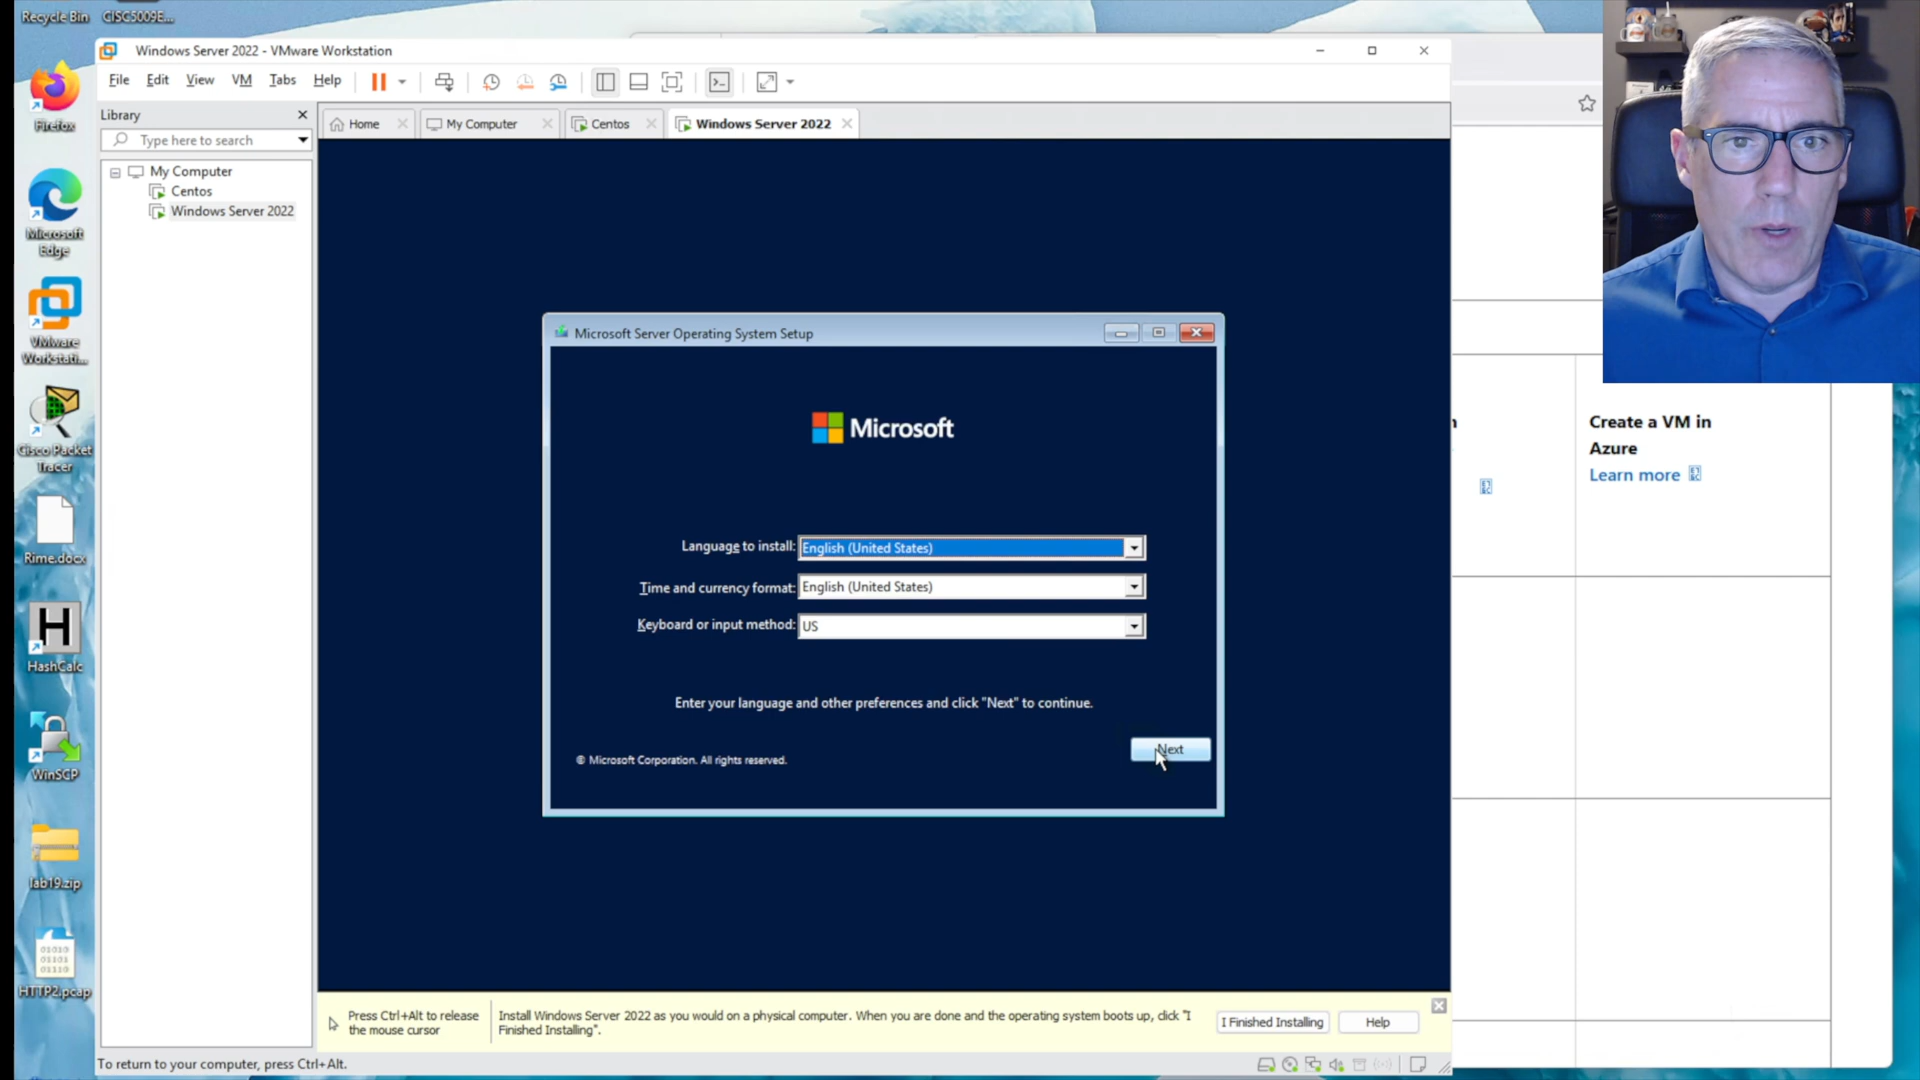 Recycle Bin
CISC5009E...
Windows Server 2022 - VMware Workstation
File Edit View VM Tabs Help
Library
Type here to search
My Computer
Centos
Windows Server 2022
Home
My Computer
Centos
Windows Server 2022
Firefox
Microsoft
Edge
VMware
Workstati...
Cisco Packet
Tracer
Rime.docx
H
HashCalc
WinSCP
lab19.zip
01010
01101
01110
HTTP2.pcap
Microsoft Server Operating System Setup
Microsoft
Language to install: English (United States)
Time and currency format: English (United States)
Keyboard or input method: US
Enter your language and other preferences and click "Next" to continue.
Next
© Microsoft Corporation. All rights reserved.
Create a VM in
Azure
Learn more
Press Ctrl+Alt to release
the mouse cursor
Install Windows Server 2022 as you would on a physical computer. When you are done and the operating system boots up, click "I
Finished Installing".
I Finished Installing
Help
To return to your computer, press Ctrl+Alt.